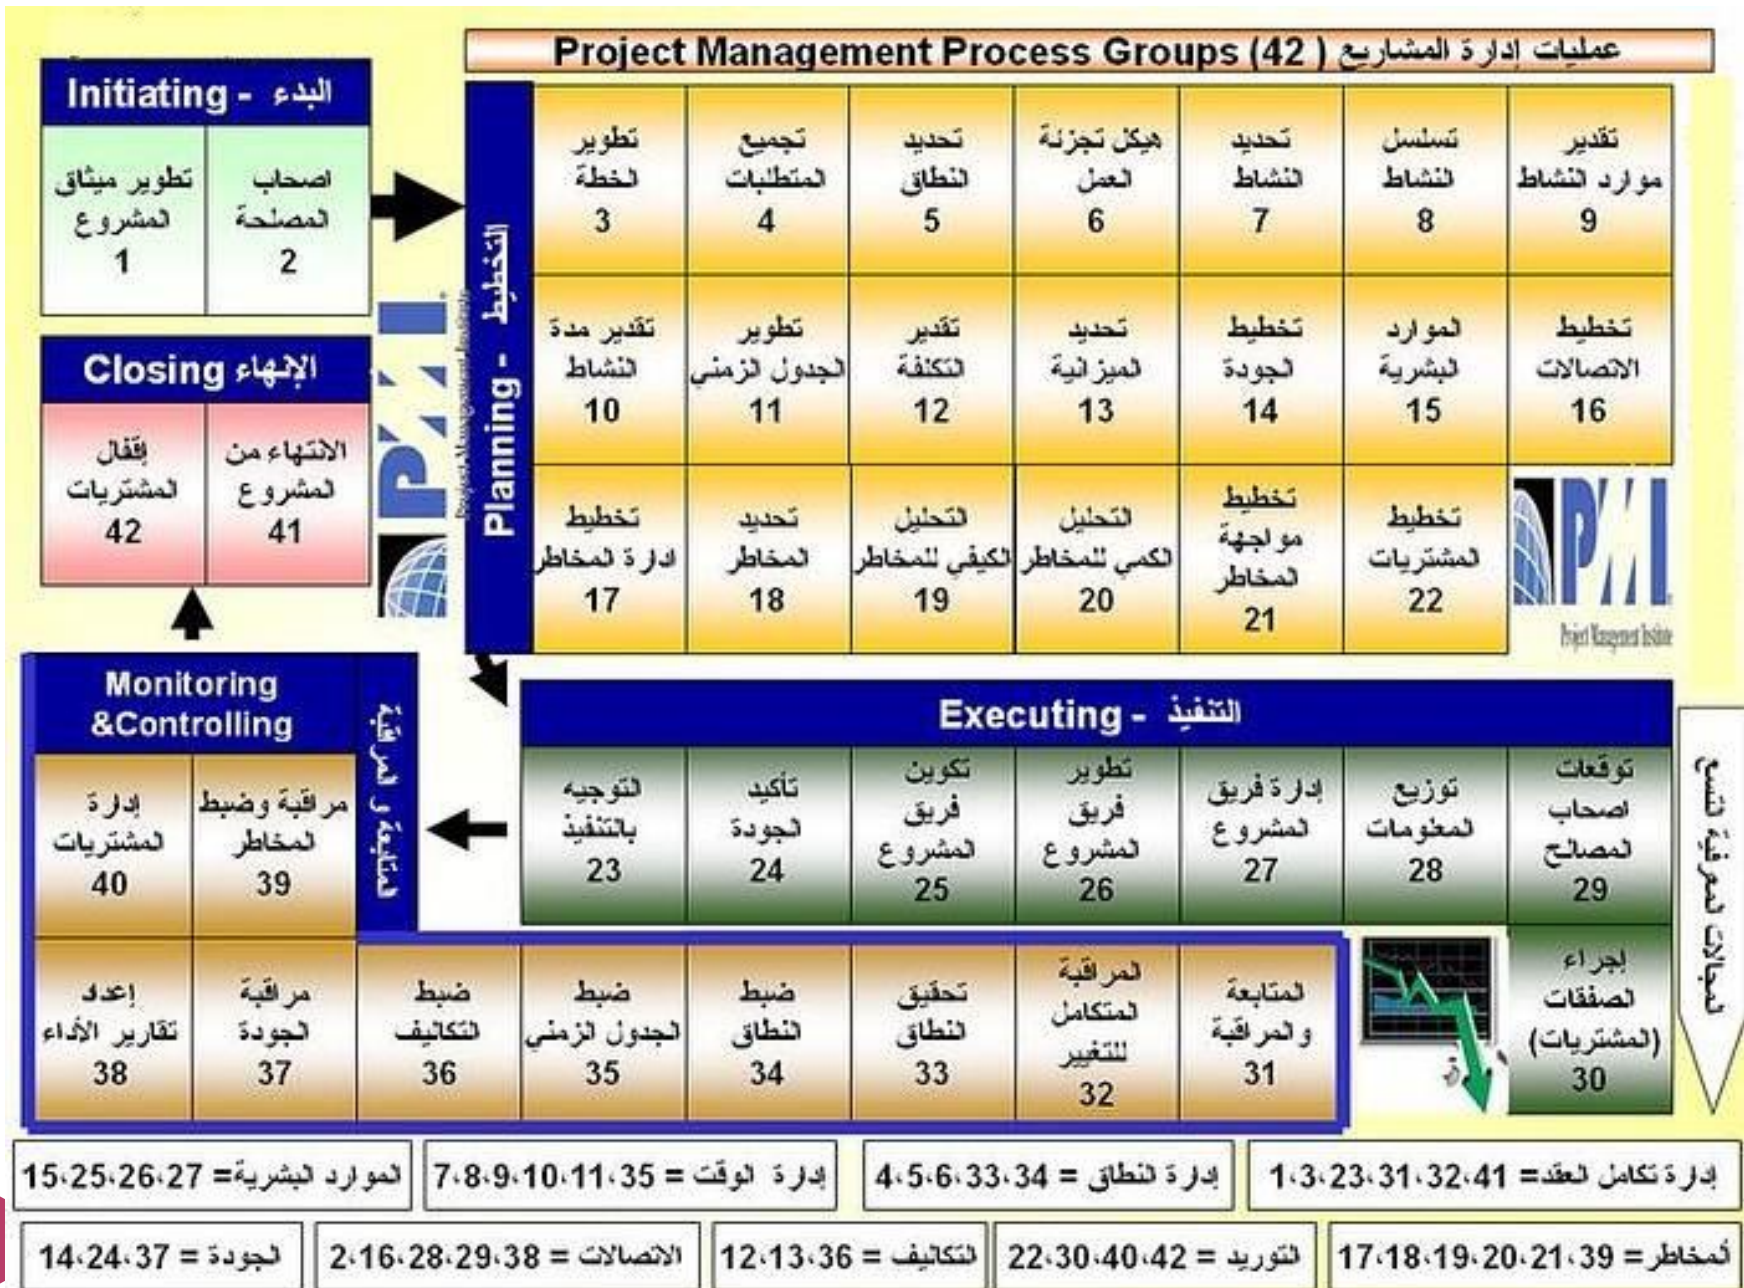 عمليات إدارة المشاريع ( 42) Project Management Process Groups
Initiating - البدء
تطوير ميثاق
المشروع
1
اصحاب
المصلحة
2
Planning - التخطيط
تطوير
الخطة
3
تجميع
المتطلبات
4
تحديد
النطاق
5
هيكل تجزئة
العمل
6
تحديد
النشاط
7
تسلسل
النشاط
8
تقدير
موارد النشاط
9
تقدير مدة
النشاط
10
تطوير
الجدول الزمني
11
تقدير
التكلفة
12
تحديد
الميزانية
13
تخطيط
الجودة
14
الموارد
البشرية
15
تخطيط
الاتصالات
16
تخطيط
ادارة المخاطر
17
تحديد
المخاطر
18
التحليل
الكيفي للمخاطر
19
التحليل
الكمي للمخاطر
20
تخطيط
مواجهة
المخاطر
21
تخطيط
المشتريات
22
PMI
Project Management Institute
PMI
Project Management Institute
Closing الإنهاء
إقفال
المشتريات
42
الانتهاء من
المشروع
41
Executing - التنفيذ
التوجيه
بالتنفيذ
23
تأكيد
الجودة
24
تكوين
فريق
المشروع
25
تطوير
فريق
المشروع
26
إدارة فريق
المشروع
27
توزيع
المعلومات
28
توقعات
اصحاب
المصالح
29
إجراء
الصفقات
(المشتريات)
30
Monitoring
&Controlling
المتابعة و المراقبة
إدارة
المشتريات
40
مراقبة وضبط
المخاطر
39
إعداد
تقارير الأداء
38
مراقبة
الجودة
37
ضبط
التكاليف
36
ضبط
الجدول الزمني
35
ضبط
النطاق
34
تحقيق
النطاق
33
المراقبة
المتكامل
للتغيير
32
المتابعة
والمراقبة
31
المجالات المعرفية التسع
إدارة تكامل العقد= 1،3،23،31،32،41
إدارة النطاق = 4،5،6،33،34
إدارة الوقت = 7،8،9،10،11،35
الموارد البشرية= 15،25،26،27
المخاطر= 17،18،19،20،21،39
التوريد = 22،30،40،42
التكاليف = 12،13،36
الاتصالات = 2،16،28،29،38
الجودة = 14،24،37